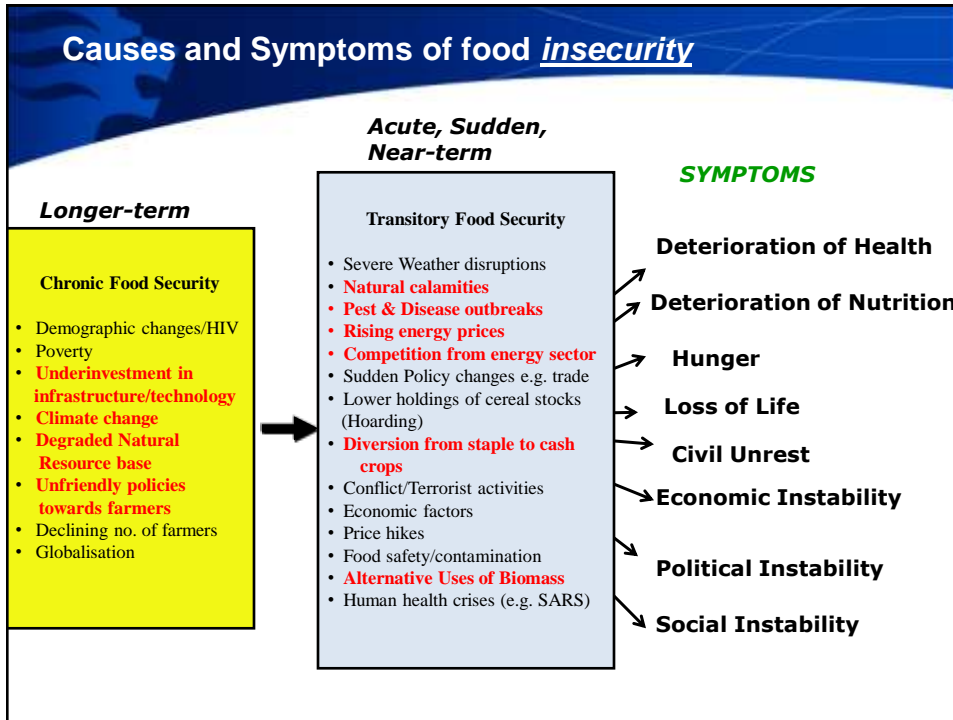 Causes and Symptoms of food insecurity
Longer-term
Chronic Food Security
• Demographic changes/HIV
• Poverty
• Underinvestment in
infrastructure/technology
• Climate change
• Degraded Natural
Resource base
• Unfriendly policies
towards farmers
• Declining no. of farmers
• Globalisation
Acute, Sudden,
Near-term
Transitory Food Security
• Severe Weather disruptions
• Natural calamities
• Pest & Disease outbreaks
• Rising energy prices
• Competition from energy sector
• Sudden Policy changes e.g. trade
• Lower holdings of cereal stocks
(Hoarding)
• Diversion from staple to cash
crops
• Conflict/Terrorist activities
• Economic factors
• Price hikes
• Food safety/contamination
• Alternative Uses of Biomass
• Human health crises (e.g. SARS)
SYMPTOMS
Deterioration of Health
Deterioration of Nutrition
Hunger
Loss of Life
Civil Unrest
Economic Instability
Political Instability
Social Instability